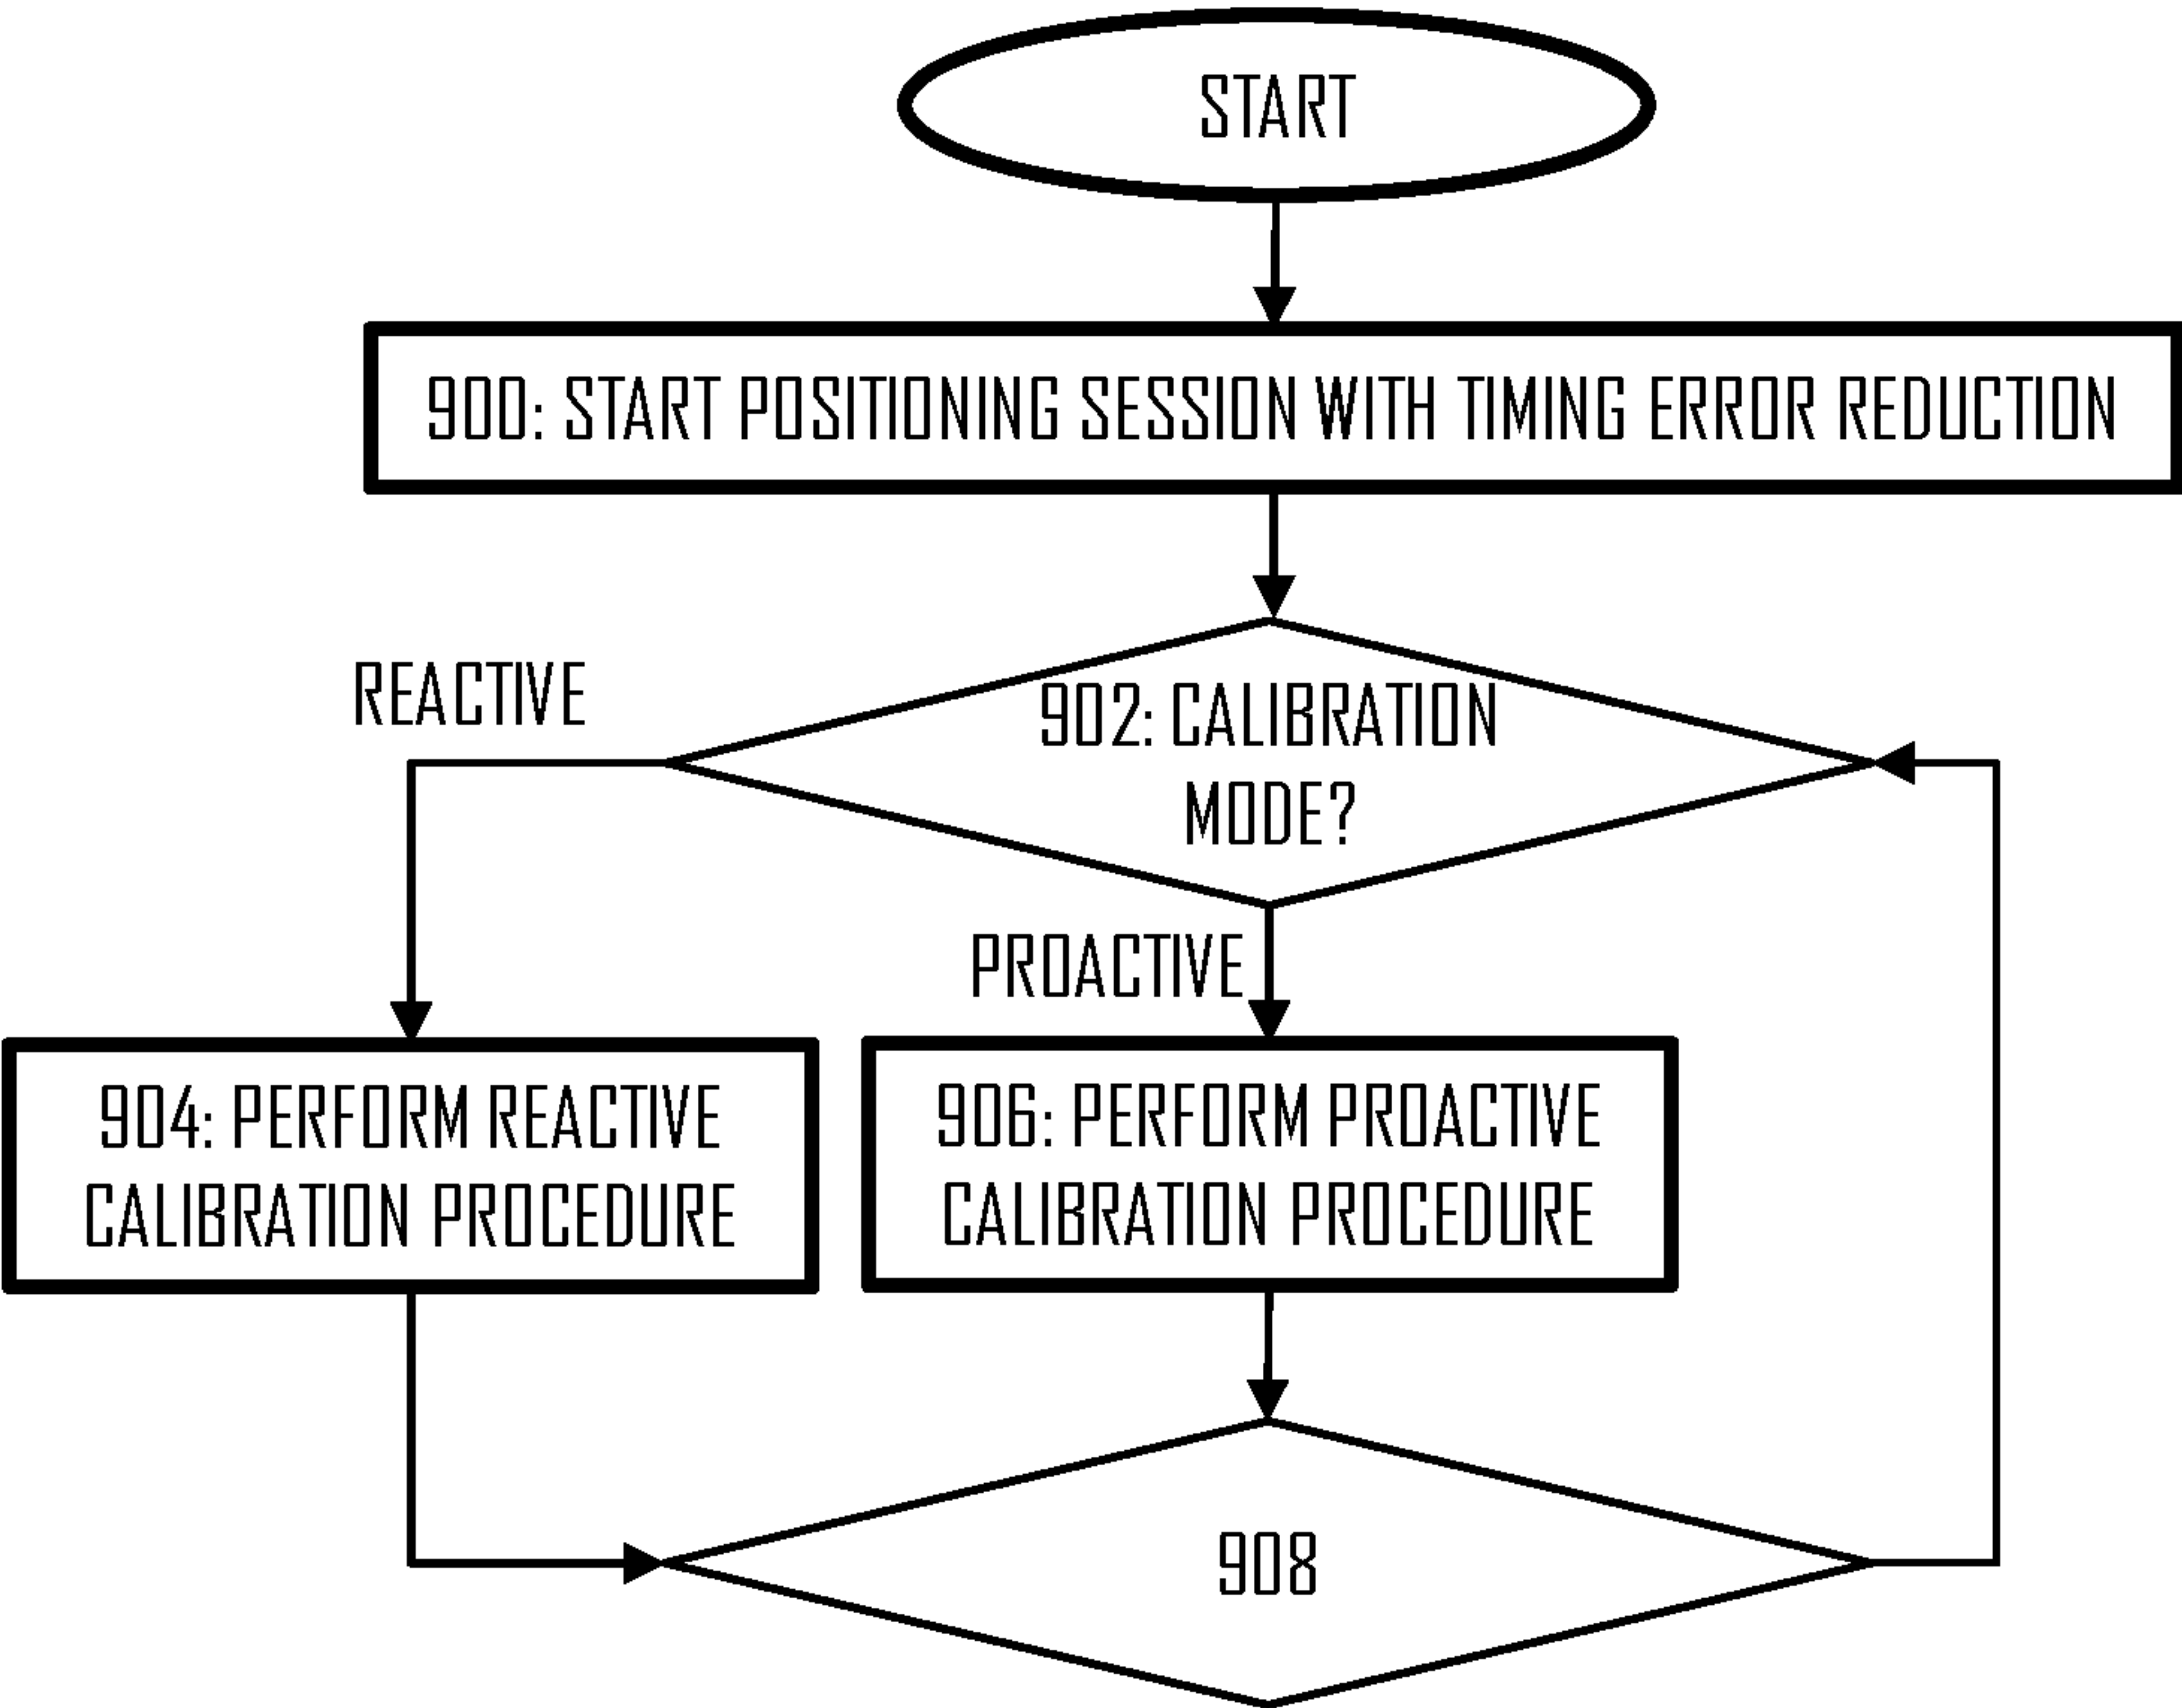 START
900: START POSITIONING SESSION WITH TIMING ERROR REDUCTION
REACTIVE
902: CALIBRATION
MODE?
PROACTIVE
904: PERFORM REACTIVE
CALIBRATION PROCEDURE
906: PERFORM PROACTIVE
CALIBRATION PROCEDURE
908